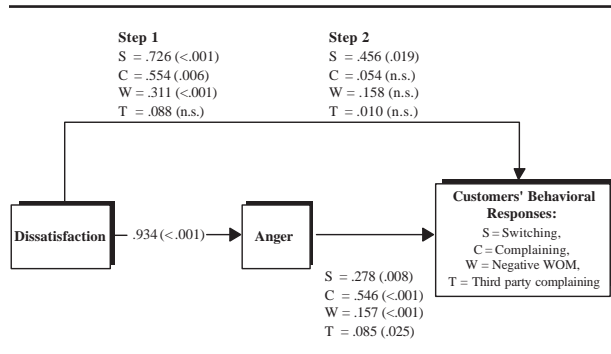 Step 1
S = .726 (<.001)
C = .554 (.006)
W = .311 (<.001)
T = .088 (n.s.)
Step 2
S = .456 (.019)
C = .054 (n.s.)
W = .158 (n.s.)
T = .010 (n.s.)
Dissatisfaction
.934 (<.001)
Anger
Customers' Behavioral
Responses:
S = Switching,
C = Complaining,
W = Negative WOM,
T = Third party complaining
S = .278 (.008)
C = .546 (<.001)
W = .157 (<.001)
T = .085 (.025)